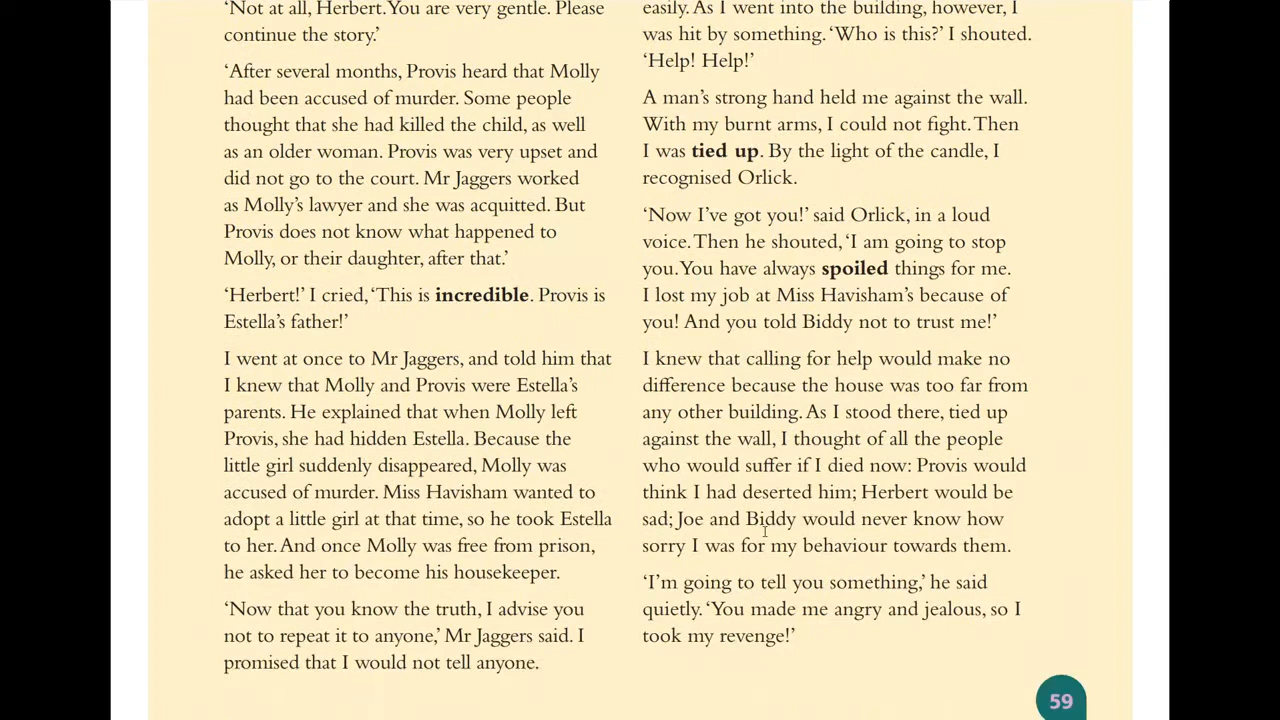 ‘Not at all, Herbert. You are very gentle. Please
continue the story.’
‘After several months, Provis heard that Molly
had been accused of murder. Some people
thought that she had killed the child, as well
as an older woman. Provis was very upset and
did not go to the court. Mr Jaggers worked
as Molly’s lawyer and she was acquitted. But
Provis does not know what happened to
Molly, or their daughter, after that.’
‘Herbert!’ I cried, ‘This is incredible. Provis is
Estella’s father!’
I went at once to Mr Jaggers, and told him that
I knew that Molly and Provis were Estella’s
parents. He explained that when Molly left
Provis, she had hidden Estella. Because the
little girl suddenly disappeared, Molly was
accused of murder. Miss Havisham wanted to
adopt a little girl at that time, so he took Estella
to her. And once Molly was free from prison,
he asked her to become his housekeeper.
‘Now that you know the truth, I advise you
not to repeat it to anyone,’ Mr Jaggers said. I
promised that I would not tell anyone.
easily. As I went into the building, however, I
was hit by something. ‘Who is this?’ I shouted.
‘Help! Help!’
A man’s strong hand held me against the wall.
With my burnt arms, I could not fight. Then
I was tied up. By the light of the candle, I
recognised Orlick.
‘Now I’ve got you!’ said Orlick, in a loud
voice. Then he shouted, ‘I am going to stop
you. You have always spoiled things for me.
I lost my job at Miss Havisham’s because of
you! And you told Biddy not to trust me!’
I knew that calling for help would make no
difference because the house was too far from
any other building. As I stood there, tied up
against the wall, I thought of all the people
who would suffer if I died now: Provis would
think I had deserted him; Herbert would be
sad; Joe and Biddy would never know how
sorry I was for my behaviour towards them.
‘I’m going to tell you something,’ he said
quietly. ‘You made me angry and jealous, so I
took my revenge!’
59